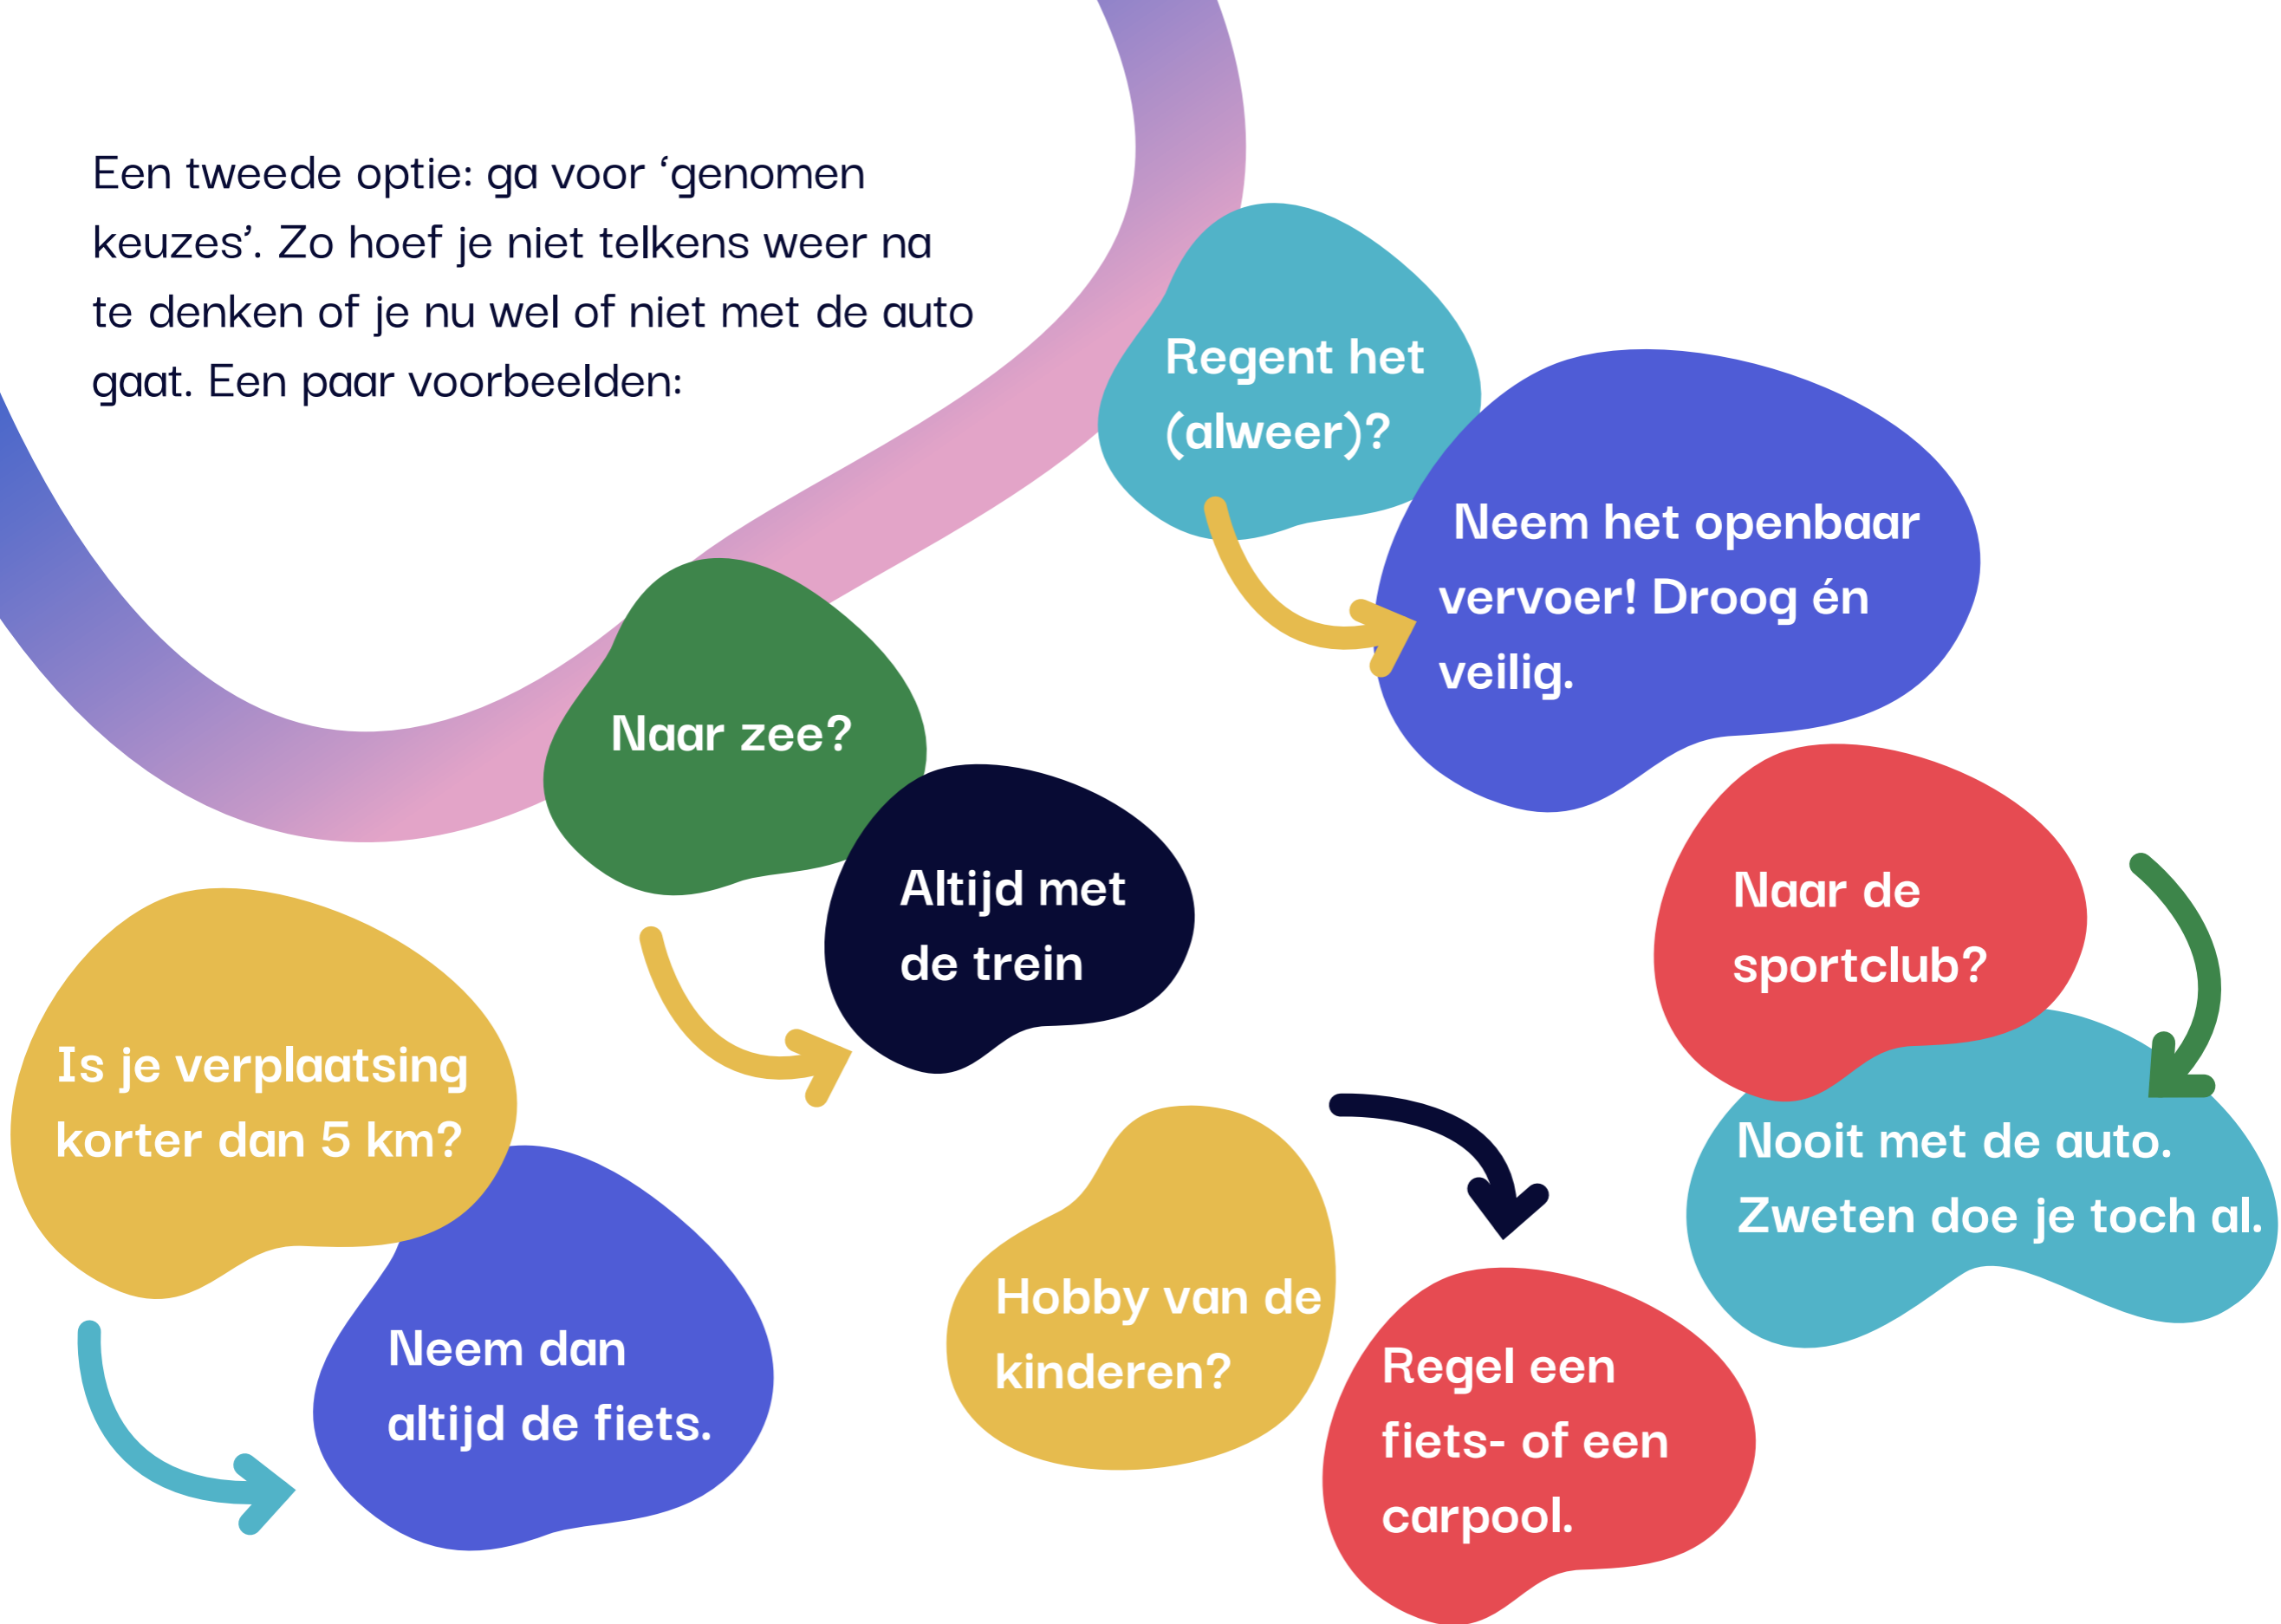 Een tweede optie: ga voor ‘genomen
keuzes’. Zo hoef je niet telkens weer na
te denken of je nu wel of niet met de auto
gaat. Een paar voorbeelden:
Regent het
(alweer)?
Neem het openbaar
vervoer! Droog én
veilig.
Naar zee?
Altijd met
de trein
Naar de
sportclub?
Nooit met de auto.
Zweten doe je toch al.
Is je verplaatsing
korter dan 5 km?
Neem dan
altijd de fiets.
Hobby van de
kinderen?
Regel een
fiets- of een
carpool.